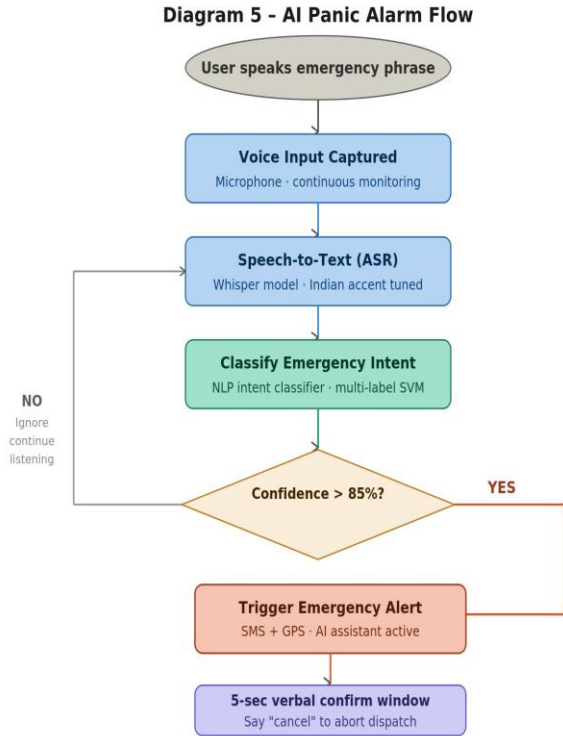 Diagram 5 – AI Panic Alarm Flow
User speaks emergency phrase
Voice Input Captured
Microphone · continuous monitoring
Speech-to-Text (ASR)
Whisper model · Indian accent tuned
Classify Emergency Intent
NLP intent classifier · multi-label SVM
NO
Ignore
continue
listening
Confidence > 85%?
YES
Trigger Emergency Alert
SMS + GPS · AI assistant active
5-sec verbal confirm window
Say "cancel" to abort dispatch